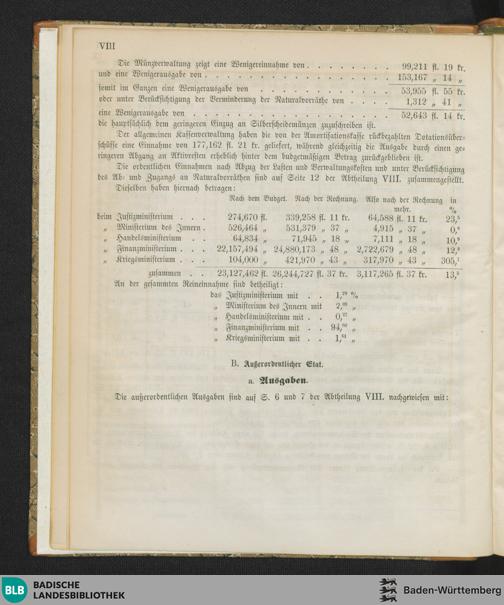 VIII
Die Münzverwaltung zeigt eine Wenigereinnahme von . . . . . . . . 99,211 fl. 19 kr.
und eine Wenigerausgabe von . . . . . . . . . . . . . . . . 153,167 „ 14 „
somit im Ganzen eine Wenigerausgabe von . . . . . . . . . . . . 53,955 fl. 55 kr.
oder unter Berücksichtigung der Verminderung der Naturalvorräthe von . . . . 1,312 „ 41 „
eine Wenigerausgabe von . . . . . . . . . . . . . . . . 52,643 fl. 14 kr.
die hauptsächlich dem geringeren Einzug an Silberscheidemünzen zuzuschreiben ist.
Der allgemeinen Kassenverwaltung haben die von der Amortisationskasse rückbezahlten Dotationsüber-
schüsse eine Einnahme von 177,162 fl. 21 kr. geliefert, während gleichzeitig die Ausgabe durch einen ge-
ringeren Abgang an Aktivresten erheblich hinter dem budgetmäßigen Betrag zurückgeblieben ist.
Die ordentlichen Einnahmen nach Abzug der Lasten und Verwaltungskosten und unter Berücksichtigung
des Ab- und Zugangs an Naturalvorräthen sind auf Seite 12 der Abtheilung VIII. zusammengestellt.
Dieselben haben hiernach betragen:
Nach dem Budget. Nach der Rechnung. Also nach der Rechnung in
mehr. %
beim Justizministerium . . . 274,670 fl. 339,258 fl. 11 kr. 64,588 fl. 11 kr. 23,5
„ Ministerium des Innern . 526,464 „ 531,379 „ 37 „ 4,915 „ 37 „ 0,9
„ Handelsministerium . . 64,834 „ 71,945 „ 18 „ 7,111 „ 18 „ 10,9
„ Finanzministerium . . . 22,157,494 „ 24,880,173 „ 48 „ 2,722,679 „ 48 „ 12,3
„ Kriegsministerium . . . 104,000 „ 421,970 „ 43 „ 317,970 „ 43 „ 305,7
zusammen . . 23,127,462 fl. 26,244,727 fl. 37 kr. 3,117,265 fl. 37 kr. 13,5
An der gesammten Reineinnahme sind betheiligt:
das Justizministerium mit . . 1,29 %
„ Ministerium des Innern mit 2,02 „
„ Handelsministerium mit . . 0,27 „
„ Finanzministerium mit . . 94,80 „
„ Kriegsministerium mit . . 1,61 „
B. Außerordentlicher Etat.
a. Ausgaben.
Die außerordentlichen Ausgaben sind auf S. 6 und 7 der Abtheilung VIII. nachgewiesen mit:
BLB
BADISCHE
LANDESBIBLIOTHEK
Baden-Württemberg